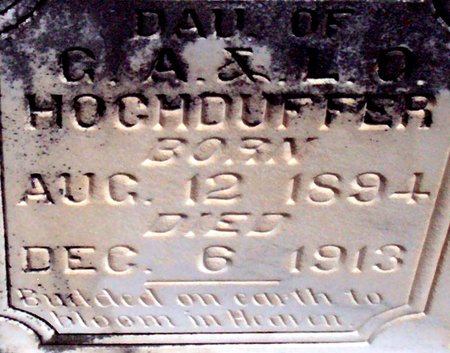 DAU. OF
G. A. & L. O
HOCHDUFFER
BORN
AUG. 12 1894
DIED
DEC. 6 1913
Budded on earth to
bloom in Heaven